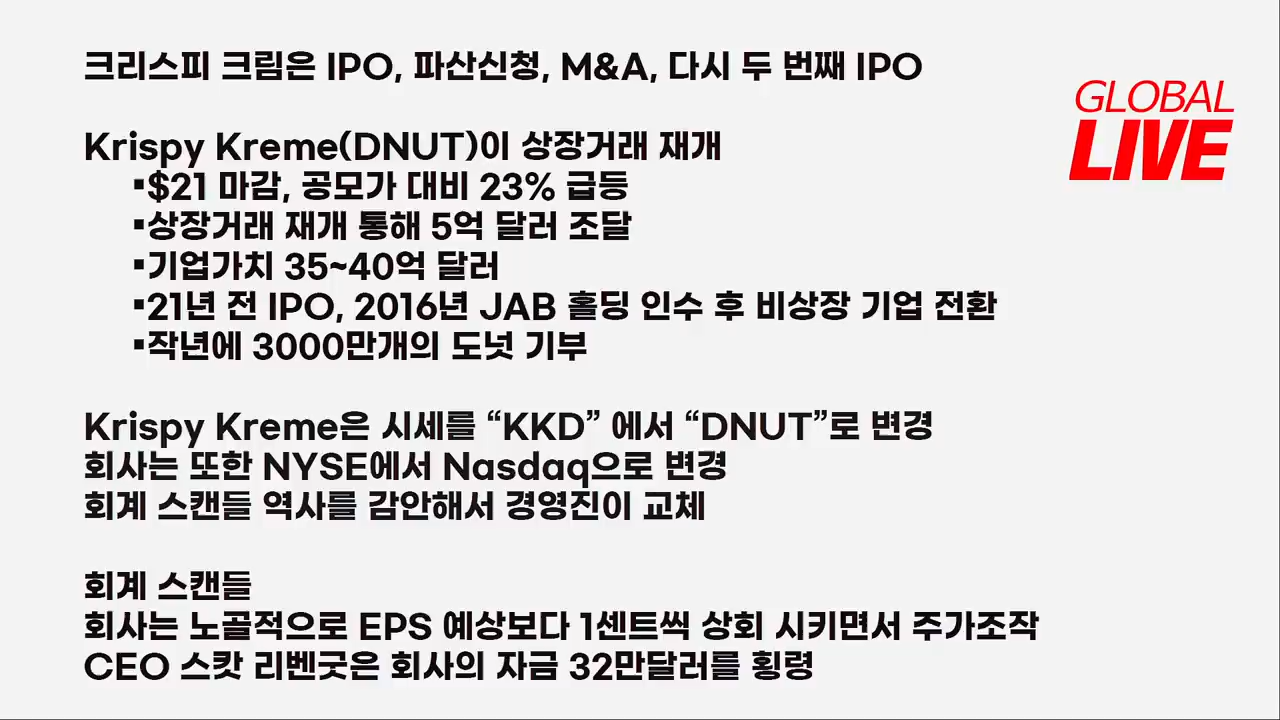 크리스피 크림은 IPO, 파산신청, M&A, 다시 두 번째 IPO
GLOBAL
LIVE
Krispy Kreme(DNUT)이 상장거래 재개
▪$21 마감, 공모가 대비 23% 급등
▪상장거래 재개 통해 5억 달러 조달
▪기업가치 35~40억 달러
▪21년 전 IPO, 2016년 JAB 홀딩 인수 후 비상장 기업 전환
▪작년에 3000만개의 도넛 기부
Krispy Kreme은 시세를 “KKD” 에서 “DNUT”로 변경
회사는 또한 NYSE에서 Nasdaq으로 변경
회계 스캔들 역사를 감안해서 경영진이 교체
회계 스캔들
회사는 노골적으로 EPS 예상보다 1센트씩 상회 시키면서 주가조작
CEO 스캇 리벤굿은 회사의 자금 32만달러를 횡령